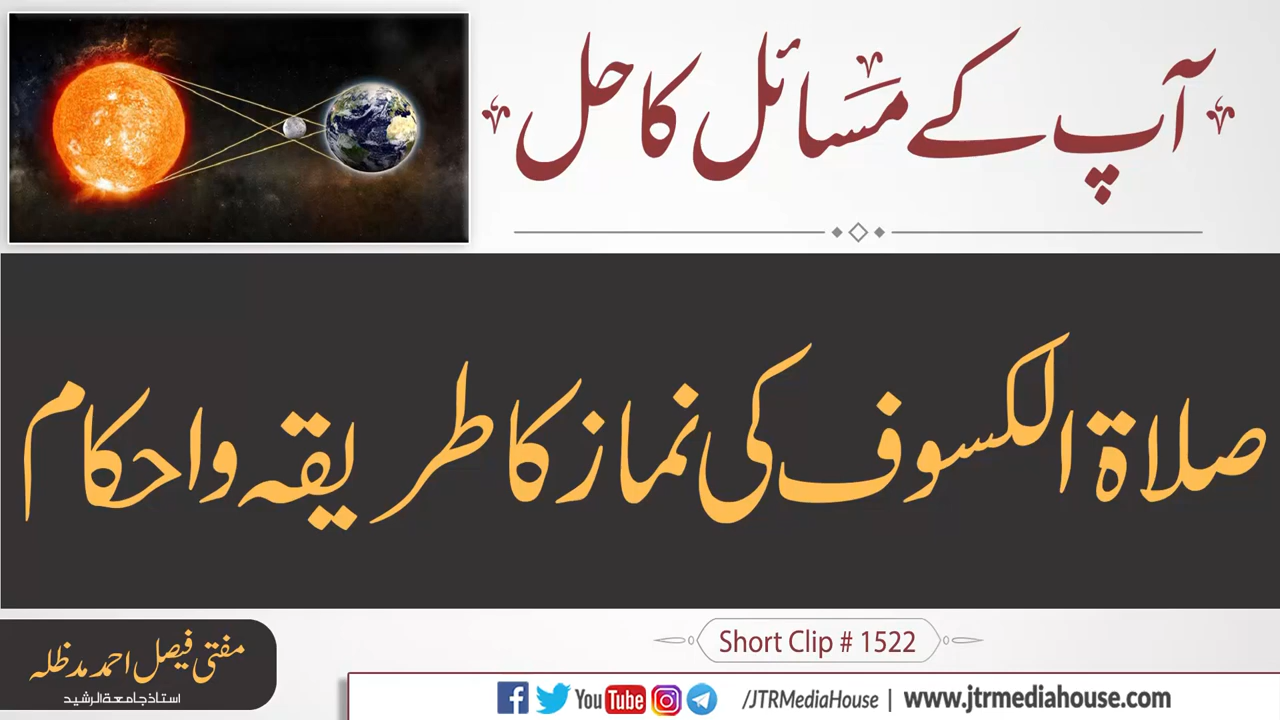 آپ کے مسائل کا حل
صلاۃ الکسوف کی نماز کا طریقہ و احکام
مفتی فیصل احمد مدظلہ
استاذ جامعۃ الرشید
Short Clip # 1522
You Tube /JTRMediaHouse | www.jtrmediahouse.com